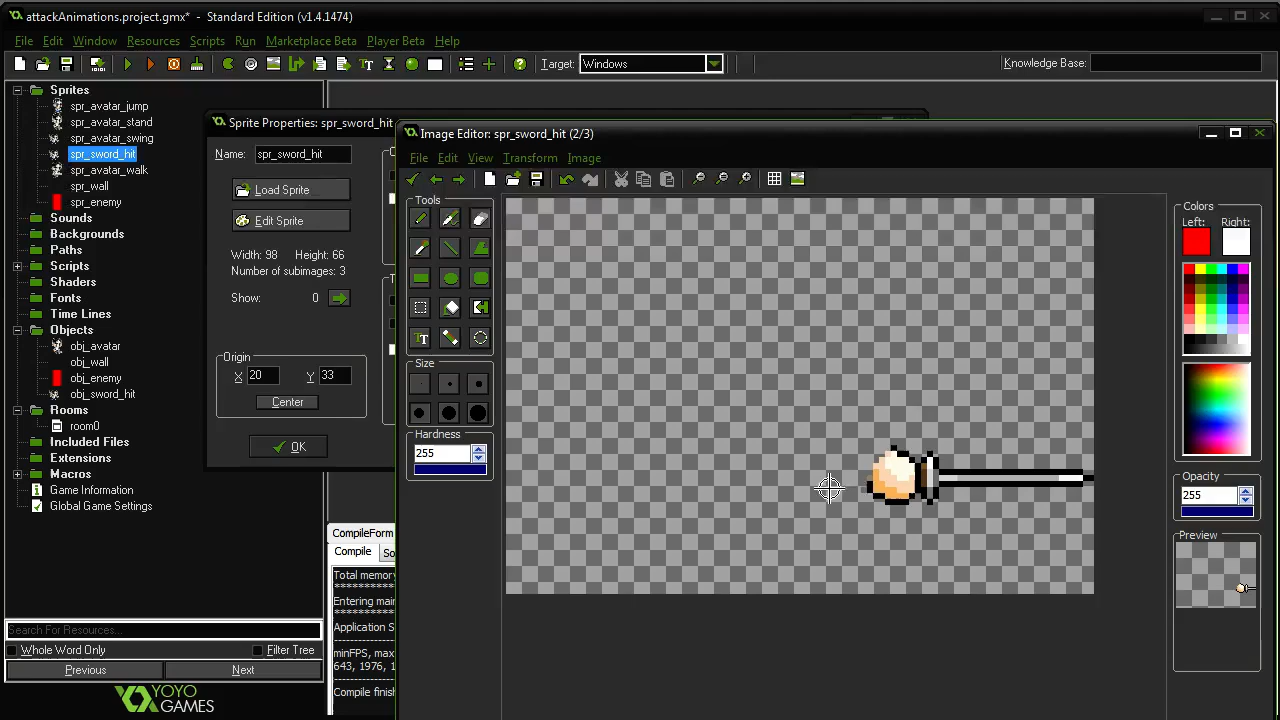 attackAnimations.project.gmx* - Standard Edition (v1.4.1474)
File Edit Window Resources Scripts Run Marketplace Beta Player Beta Help
Target: Windows
Knowledge Base:
Sprites
spr_avatar_jump
spr_avatar_stand
spr_avatar_swing
spr_sword_hit
spr_avatar_walk
spr_wall
spr_enemy
Sounds
Backgrounds
Paths
Scripts
Shaders
Fonts
Time Lines
Objects
obj_avatar
obj_wall
obj_enemy
obj_sword_hit
Rooms
room0
Included Files
Extensions
Macros
Game Information
Global Game Settings
Search For Resources...
Whole Word Only
Filter Tree
Previous
Next
YOYO
GAMES
Sprite Properties: spr_sword_hit
Name: spr_sword_hit
Load Sprite
Edit Sprite
Width: 98 Height: 66
Number of subimages: 3
Show: 0
Origin
X 20 Y 33
Center
OK
CompileForm
Compile
Total memory
Entering main
Application S
minFPS, max
643, 1976, 1
Compile finish
Image Editor: spr_sword_hit (2/3)
File Edit View Transform Image
Tools
Size
Hardness
255
Colors
Left: Right:
Opacity
255
Preview